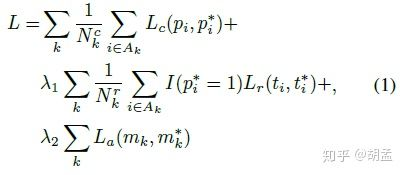 L = \sum_k \frac{1}{N_k^c} \sum_{i \in A_k} L_c(p_i, p_i^*)+
\lambda_1 \sum_k \frac{1}{N_k^r} \sum_{i \in A_k} I(p_i^* = 1)L_r(t_i, t_i^*)+, (1)
\lambda_2 \sum_k L_a(m_k, m_k^*)
知乎 @胡孟